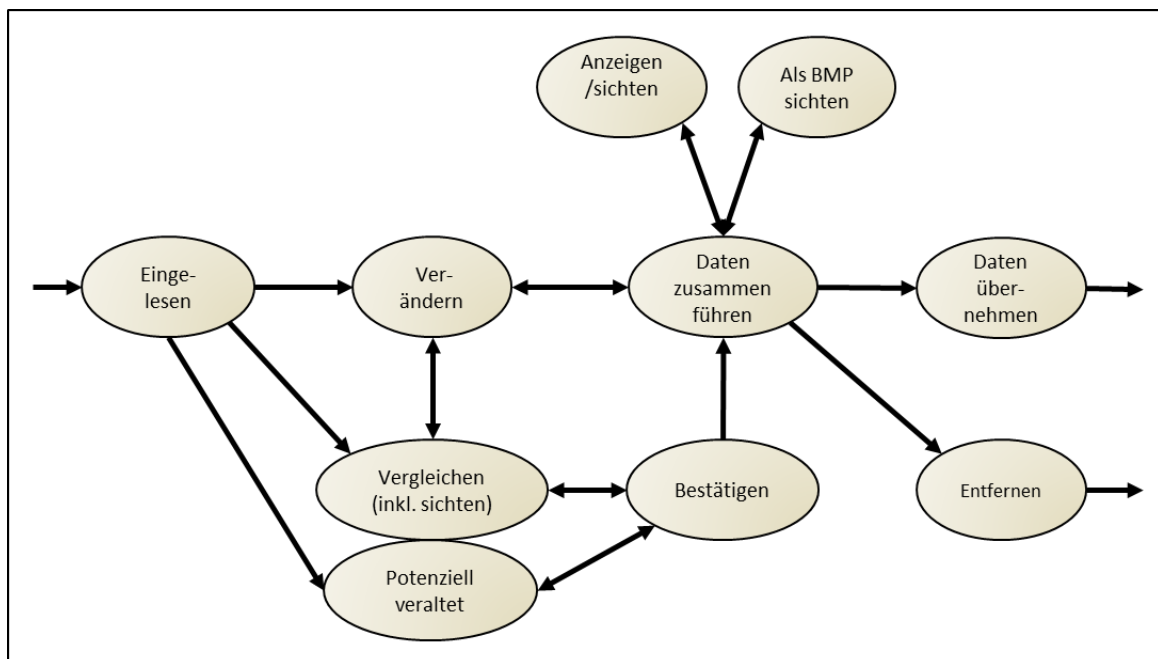 Anzeigen
/sichten
Als BMP
sichten
Einge-
lesen
Ver-
ändern
Daten
zusammen
führen
Daten
über-
nehmen
Vergleichen
(inkl. sichten)
Bestätigen
Entfernen
Potenziell
veraltet